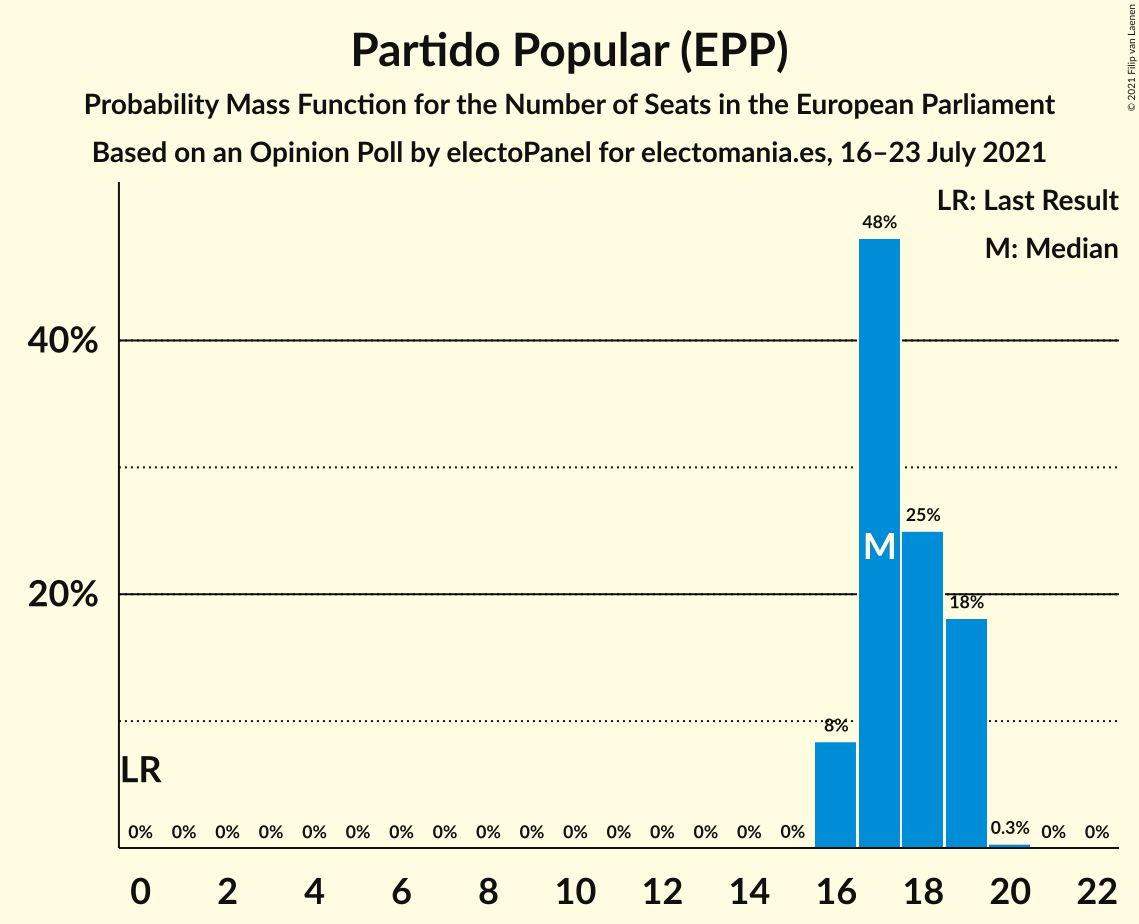 Partido Popular (EPP)
Probability Mass Function for the Number of Seats in the European Parliament
Based on an Opinion Poll by electoPanel for electomania.es, 16–23 July 2021
© 2021 Filip van Laenen
LR: Last Result
M: Median
48%
40%
25%
M
20%
18%
8%
LR
0% 0% 0% 0% 0% 0% 0% 0% 0% 0% 0% 0% 0% 0% 0% 0% 0.3% 0% 0%
0 2 4 6 8 10 12 14 16 18 20 22